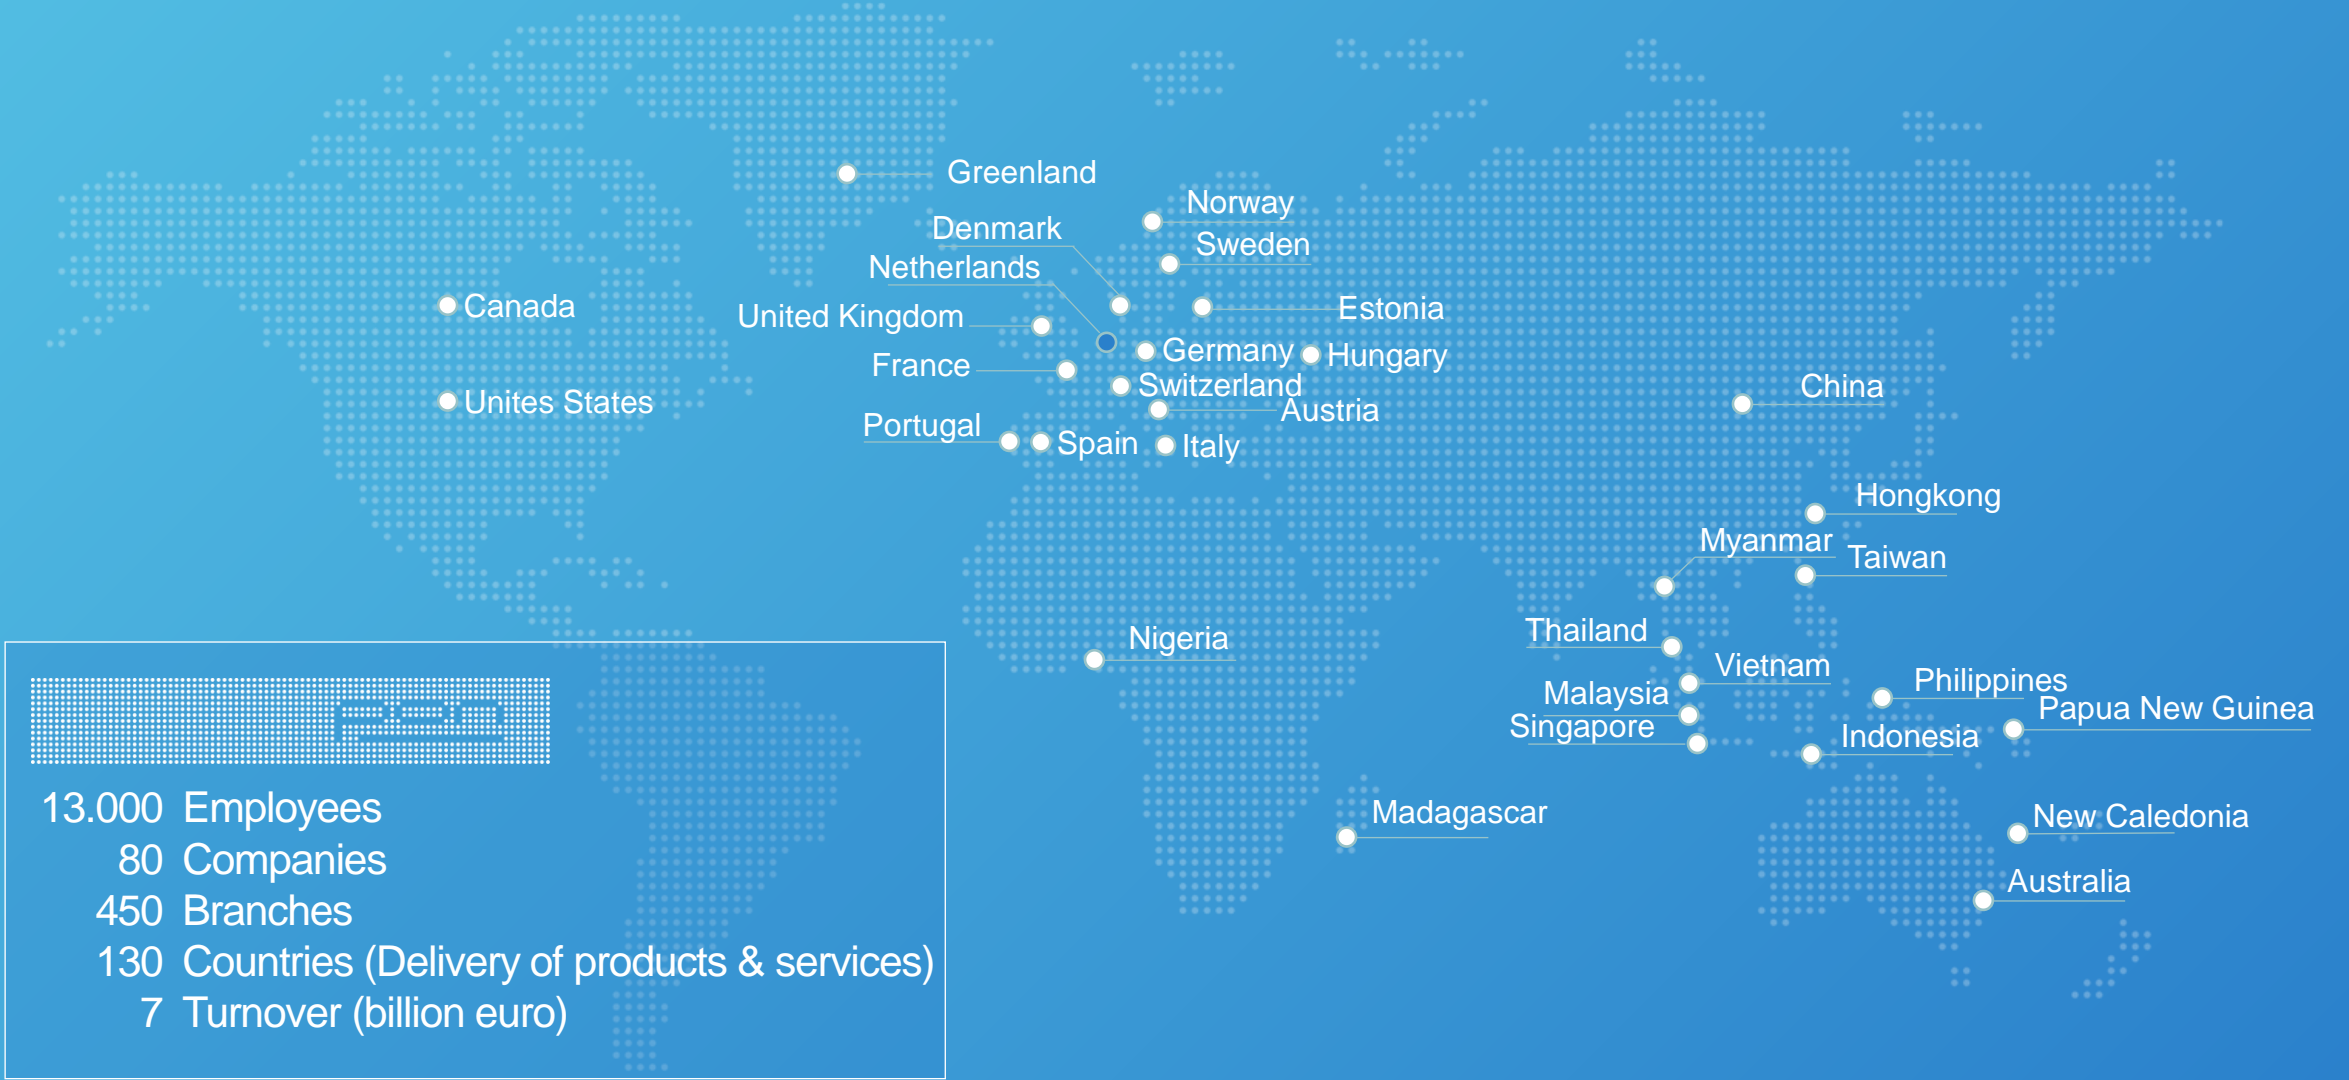 Greenland
Norway
Denmark
Sweden
Netherlands
Canada
United Kingdom
Estonia
Germany
Hungary
France
Switzerland
China
Unites States
Austria
Portugal
Spain
Italy
Hongkong
Myanmar
Taiwan
Nigeria
Thailand
Vietnam
Malaysia
Philippines
Papua New Guinea
Singapore
Indonesia
Madagascar
New Caledonia
Australia
13.000 Employees
80 Companies
450 Branches
130 Countries (Delivery of products & services)
7 Turnover (billion euro)